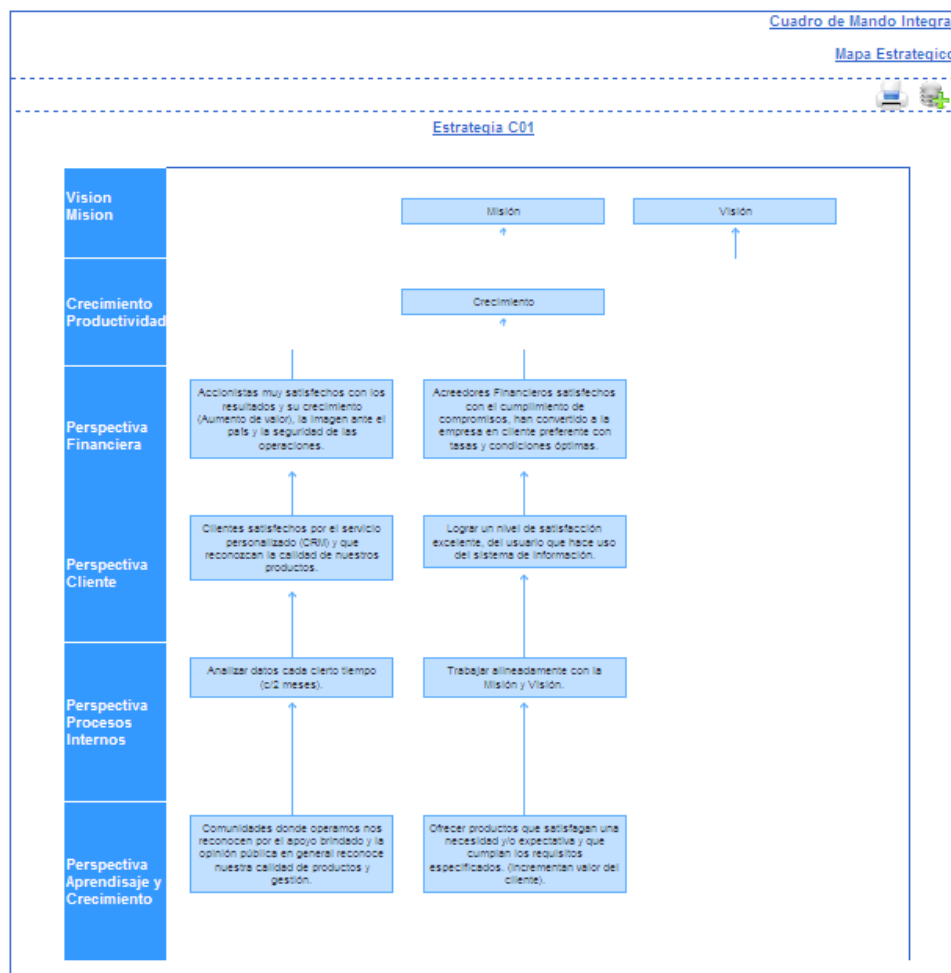 Cuadro de Mando Integra
Mapa Estrategico
Estrategia C01
Vision
Mision
Misión
Visión
Crecimiento
Productividad
Crecimiento
Perspectiva
Financiera
Accionistas muy satisfechos con los
resultados y su crecimiento
(Aumento de valor), la imagen ante el
país y la seguridad de las
operaciones.
Acreedores Financieros satisfechos
con el cumplimiento de
compromisos, han convertido a la
empresa en cliente preferente con
tasas y condiciones óptimas.
Perspectiva
Cliente
Clientes satisfechos por el servicio
personalizado (CRM) y que
reconozcan la calidad de nuestros
productos.
Lograr un nivel de satisfacción
excelente, del usuario que hace uso
del sistema de información.
Perspectiva
Procesos
Internos
Analizar datos cada cierto tiempo
(c/2 meses).
Trabajar alineadamente con la
Misión y Visión.
Perspectiva
Aprendisaje y
Crecimiento
Comunidades donde operamos nos
reconocen por el apoyo brindado y la
opinión pública en general reconoce
nuestra calidad de productos y
gestión.
Ofrecer productos que satisfagan una
necesidad y/o expectativa y que
cumplan los requisitos
especificados. (Incrementan valor del
cliente).